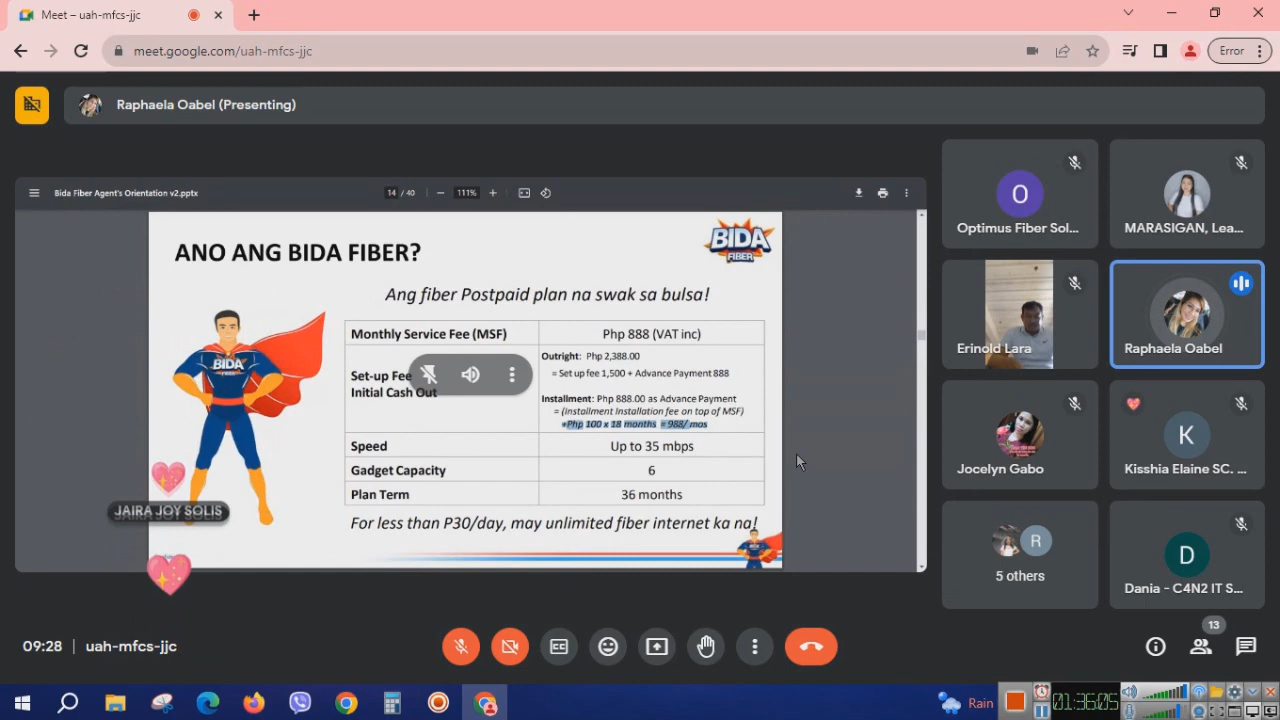 Meet – uah-mfcs-jjc
meet.google.com/uah-mfcs-jjc
Error
Raphaela Oabel (Presenting)
Bida Fiber Agent's Orientation v2.pptx
14 / 40
111%
ANO ANG BIDA FIBER?
BIDA
FIBER
Ang fiber Postpaid plan na swak sa bulsa!
Monthly Service Fee (MSF)
Php 888 (VAT inc)
Set-up Fee
Initial Cash Out
Outright: Php 2,388.00
= Set up fee 1,500 + Advance Payment 888
Installment: Php 888.00 as Advance Payment
= (Installment Installation fee on top of MSF)
*Php 100 x 18 months = 988/ mos
Speed
Up to 35 mbps
Gadget Capacity
6
Plan Term
36 months
For less than P30/day, may unlimited fiber internet ka na!
BIDA
JAIRA JOY SOLIS
O
Optimus Fiber Sol...
MARASIGAN, Lea...
Erinold Lara
Raphaela Oabel
Jocelyn Gabo
K
Kisshia Elaine SC. ...
R
5 others
D
Dania - C4N2 IT S...
09:28
uah-mfcs-jjc
13
Rain
01:36:05